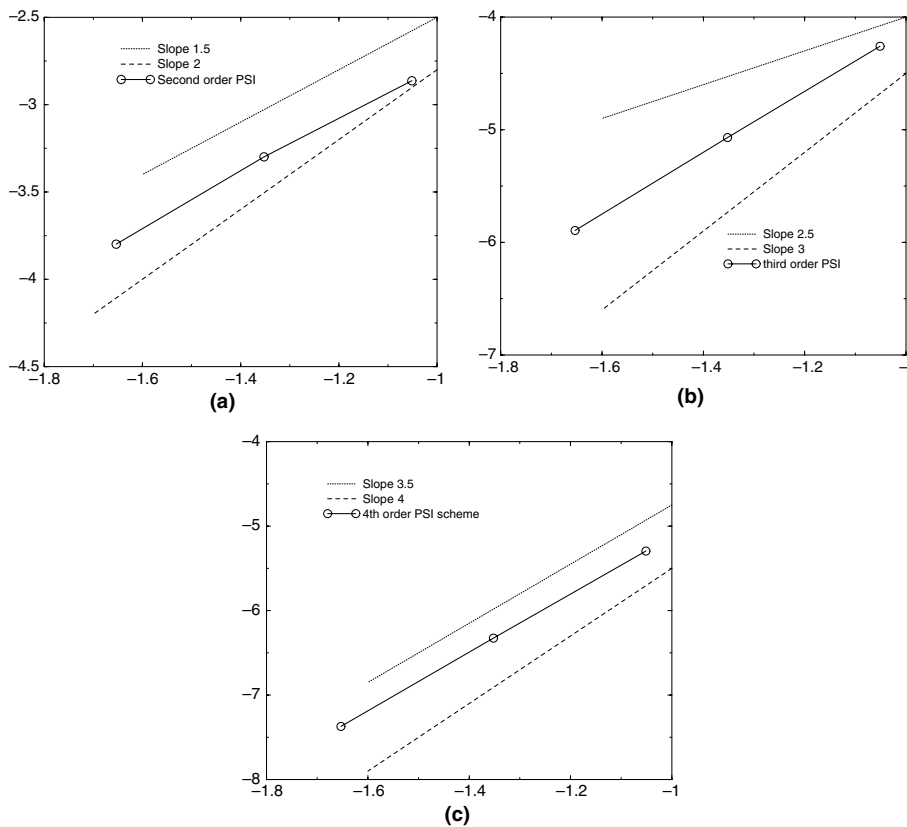 −2.5
−3
−3.5
−4
−4.5
−1.8
−1.6
−1.4
−1.2
−1
Slope 1.5
Slope 2
Second order PSI
(a)
−4
−5
−6
−7
−1.8
−1.6
−1.4
−1.2
−
Slope 2.5
Slope 3
third order PSI
(b)
−4
−5
−6
−7
−8
−1.8
−1.6
−1.4
−1.2
−1
Slope 3.5
Slope 4
4th order PSI scheme
(c)